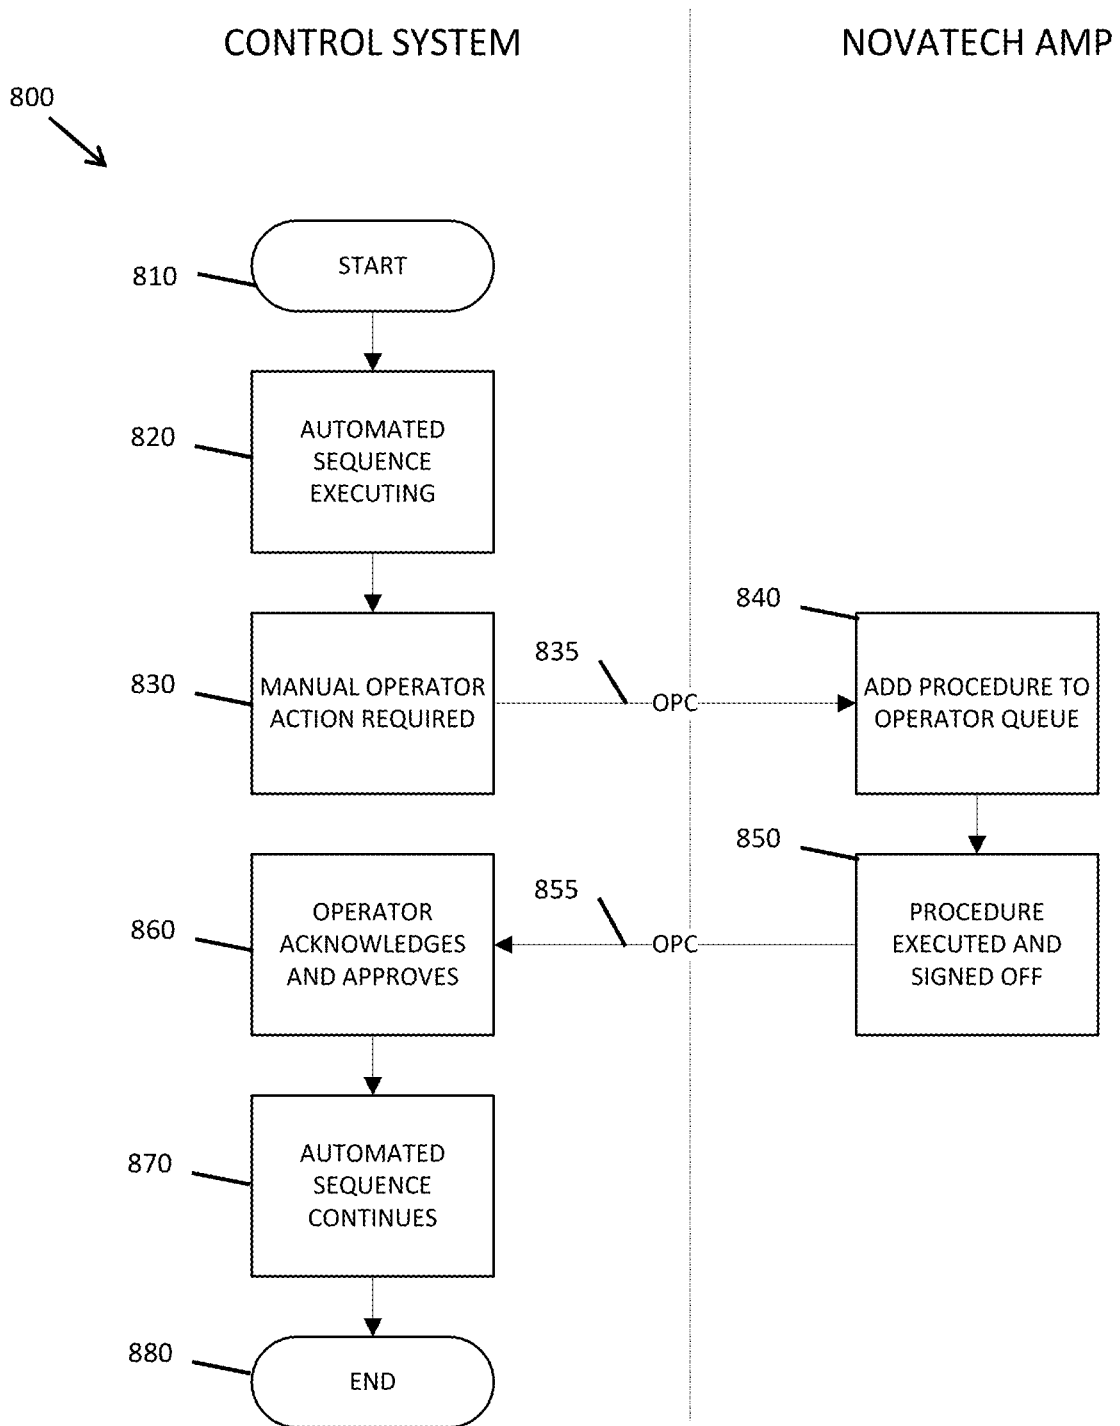 CONTROL SYSTEM
NOVATECH AMP
800
START
810
AUTOMATED
SEQUENCE
EXECUTING
820
MANUAL OPERATOR
ACTION REQUIRED
830
835
OPC
840
ADD PROCEDURE TO
OPERATOR QUEUE
850
PROCEDURE
EXECUTED AND
SIGNED OFF
855
OPC
OPERATOR
ACKNOWLEDGES
AND APPROVES
860
AUTOMATED
SEQUENCE
CONTINUES
870
END
880